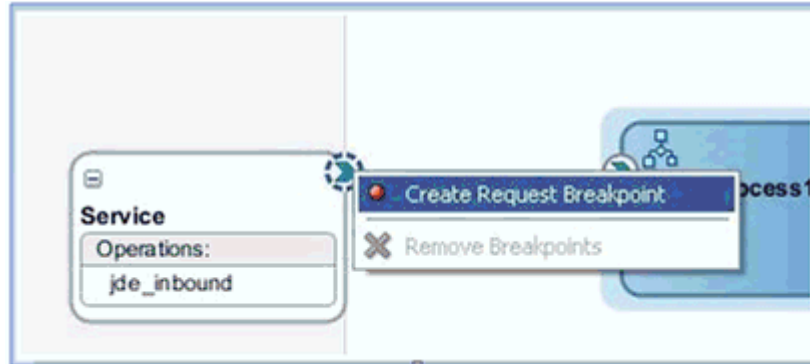 Service
Operations:
jde_inbound
Create Request Breakpoint
Remove Breakpoints
ocess1